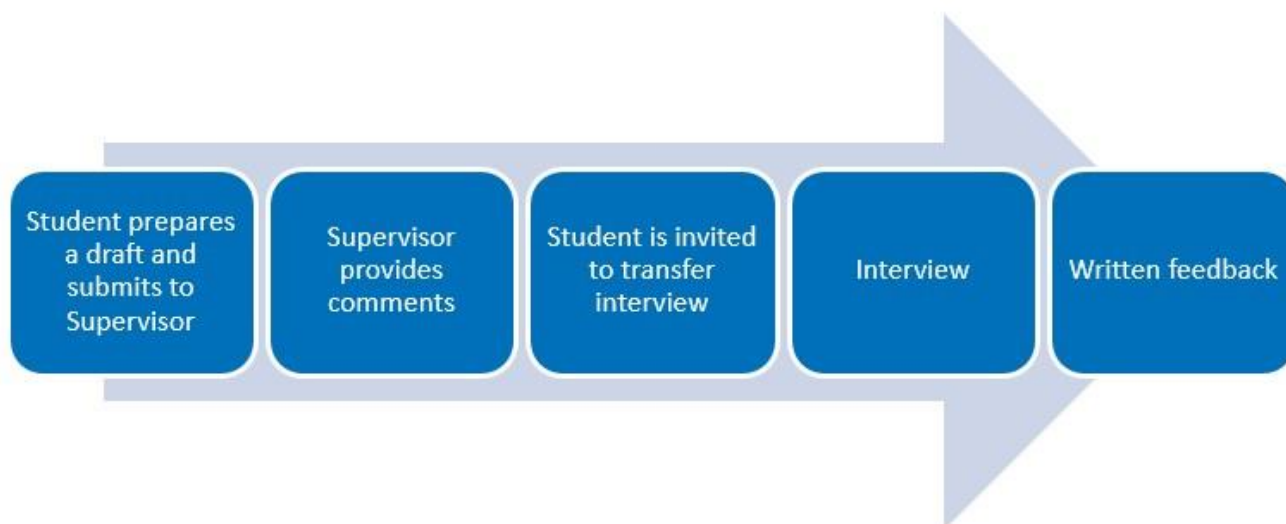 Student prepares
a draft and
submits to
Supervisor
Supervisor
provides
comments
Student is invited
to transfer
interview
Interview
Written feedback